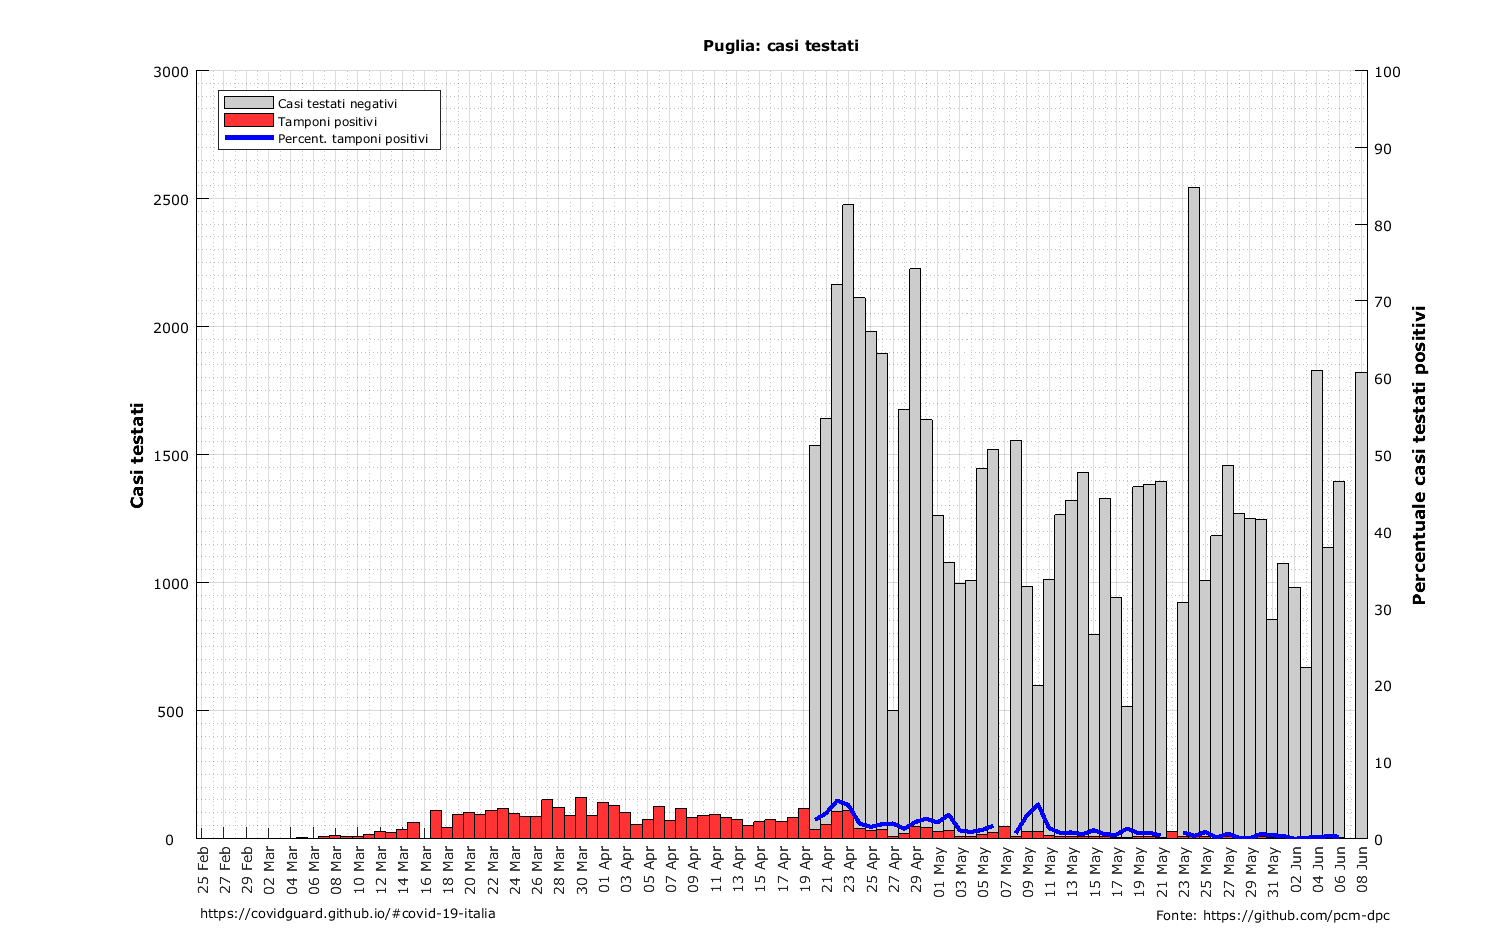 Puglia: casi testati
Casi testati negativi
Tamponi positivi
Percent. tamponi positivi
Casi testati
3000
2500
2000
1500
1000
500
0
100
90
80
70
60
50
40
30
20
10
0
Percentuale casi testati positivi
25 Feb
27 Feb
29 Feb
02 Mar
04 Mar
06 Mar
08 Mar
10 Mar
12 Mar
14 Mar
16 Mar
18 Mar
20 Mar
22 Mar
24 Mar
26 Mar
28 Mar
30 Mar
01 Apr
03 Apr
05 Apr
07 Apr
09 Apr
11 Apr
13 Apr
15 Apr
17 Apr
19 Apr
21 Apr
23 Apr
25 Apr
27 Apr
29 Apr
01 May
03 May
05 May
07 May
09 May
11 May
13 May
15 May
17 May
19 May
21 May
23 May
25 May
27 May
29 May
31 May
02 Jun
04 Jun
06 Jun
08 Jun
https://covidguard.github.io/#covid-19-italia
Fonte: https://github.com/pcm-dpc